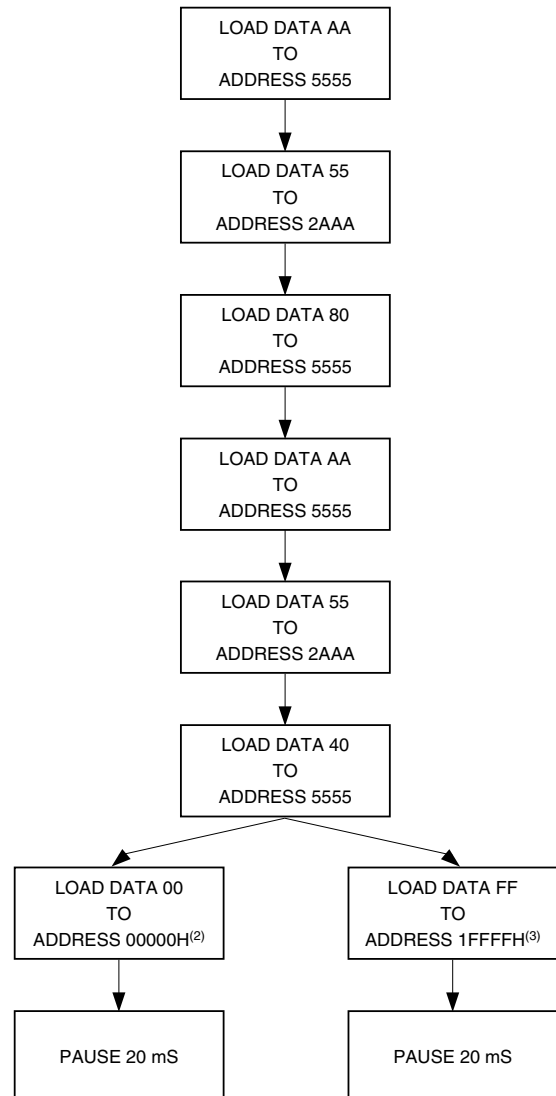 LOAD DATA AA
TO
ADDRESS 5555
LOAD DATA 55
TO
ADDRESS 2AAA
LOAD DATA 80
TO
ADDRESS 5555
LOAD DATA AA
TO
ADDRESS 5555
LOAD DATA 55
TO
ADDRESS 2AAA
LOAD DATA 40
TO
ADDRESS 5555
LOAD DATA 00
TO
ADDRESS 00000H(2)
LOAD DATA FF
TO
ADDRESS 1FFFFH(3)
PAUSE 20 mS
PAUSE 20 mS